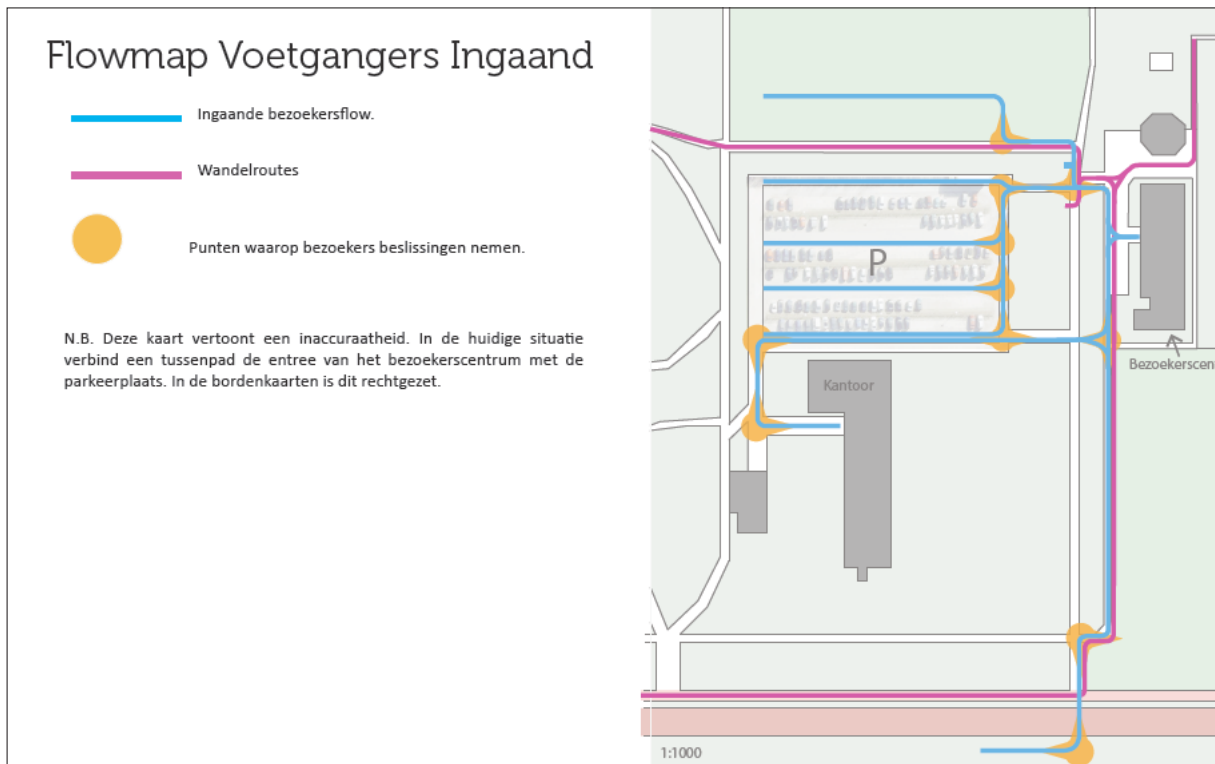 Flowmap Voetgangers Ingaand
Ingaande bezoekersflow.
Wandelroutes
Punten waarop bezoekers beslissingen nemen.
N.B. Deze kaart vertoont een inaccuraatheid. In de huidige situatie
verbind een tussenpad de entree van het bezoekerscentrum met de
parkeerplaats. In de bordenkaarten is dit rechtgezet.
P
Bezoekerscen
Kantoor
1:1000